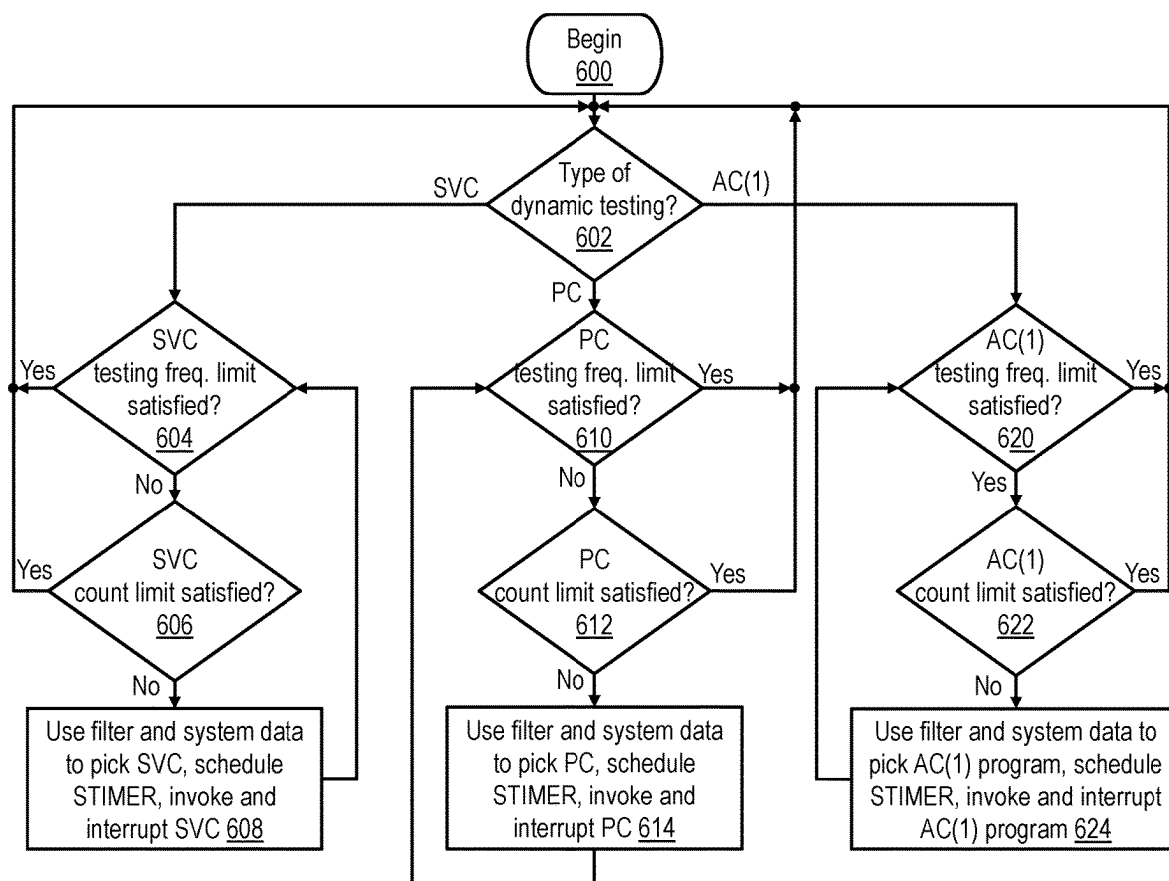 Begin
600
Type of
dynamic testing?
602
SVC
AC(1)
PC
SVC
testing freq. limit
satisfied?
604
Yes
No
PC
testing freq. limit
satisfied?
610
Yes
No
AC(1)
testing freq. limit
satisfied?
620
Yes
Yes
SVC
count limit satisfied?
606
Yes
No
PC
count limit satisfied?
612
Yes
No
AC(1)
count limit satisfied?
622
Yes
No
Use filter and system data
to pick SVC, schedule
STIMER, invoke and
interrupt SVC 608
Use filter and system data
to pick PC, schedule
STIMER, invoke and
interrupt PC 614
Use filter and system data to
pick AC(1) program, schedule
STIMER, invoke and interrupt
AC(1) program 624